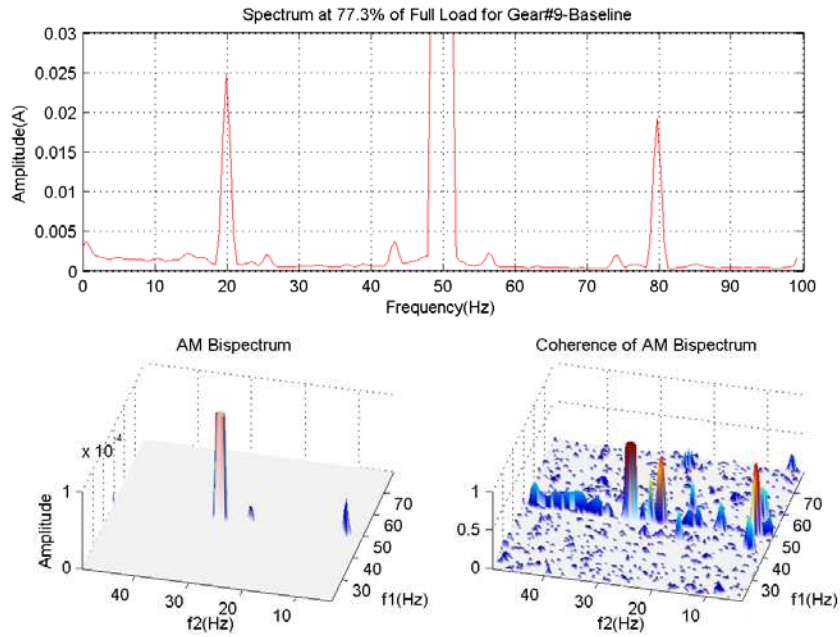 Spectrum at 77.3% of Full Load for Gear#9-Baseline
0.03
0.025
0.02
0.015
0.01
0.005
0
Amplitude(A)
0 10 20 30 40 50 60 70 80 90 100
Frequency(Hz)
AM Bispectrum
x 10^-4
1
0
Amplitude
40 30 20 10
f2(Hz)
30 40 50 60 70
f1(Hz)
Coherence of AM Bispectrum
1
0.5
0
40 30 20 10
f2(Hz)
30 40 50 60 70
f1(Hz)